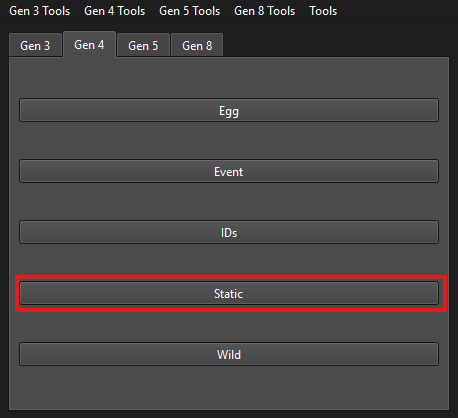 Gen 3 Tools Gen 4 Tools Gen 5 Tools Gen 8 Tools Tools
Gen 3 Gen 4 Gen 5 Gen 8
Egg
Event
IDs
Static
Wild